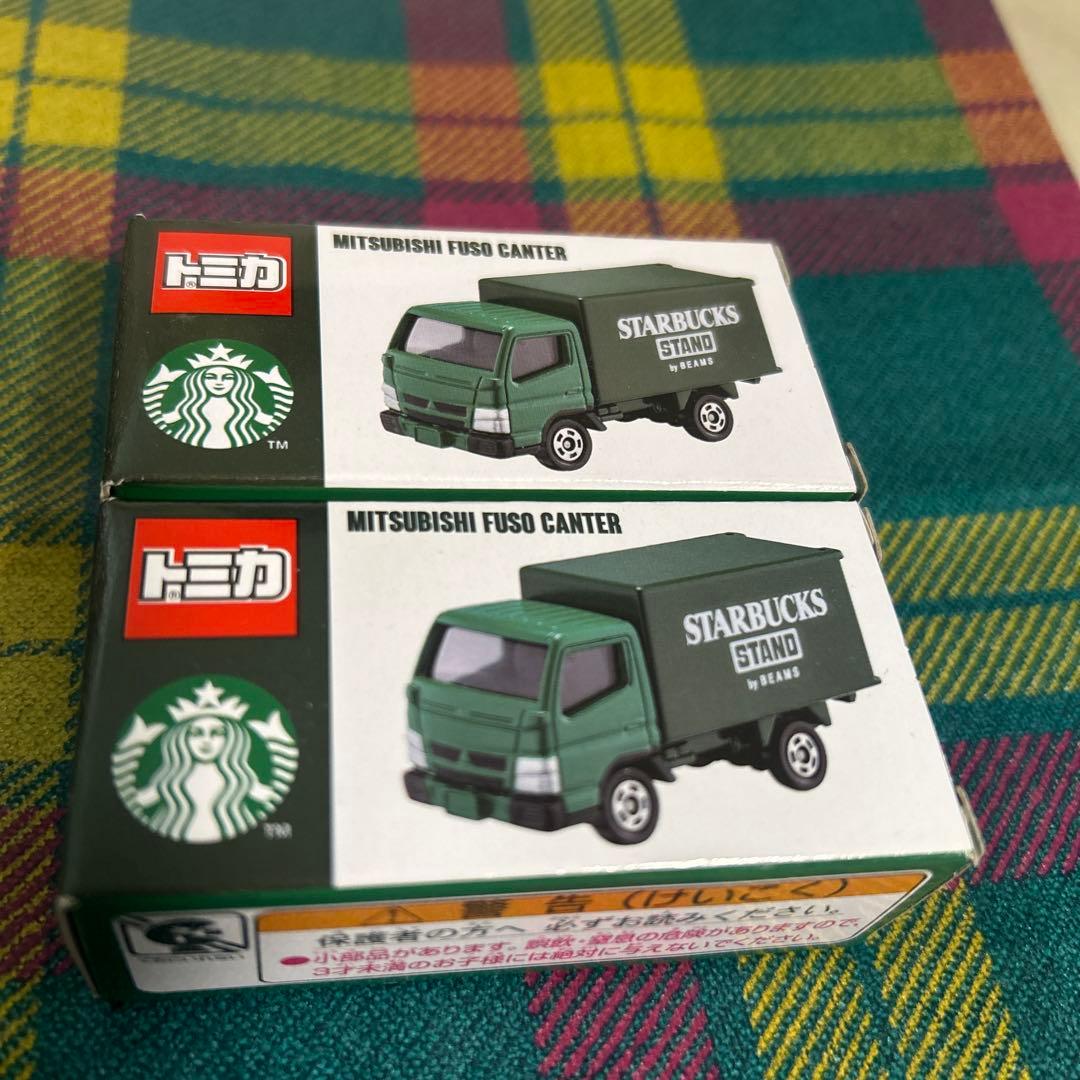 MITSUBISHI FUSO CANTER
トミカ
®
STARBUCKS
STAND
by BEAMS
TM
MITSUBISHI FUSO CANTER
トミカ
®
STARBUCKS
STAND
by BEAMS
TM
警告(けいこく)
保護者の方へ 必ずお読みください。
●小部品があります。誤飲・窒息の危険がありますので、
3才未満のお子様には絶対に与えないでください。